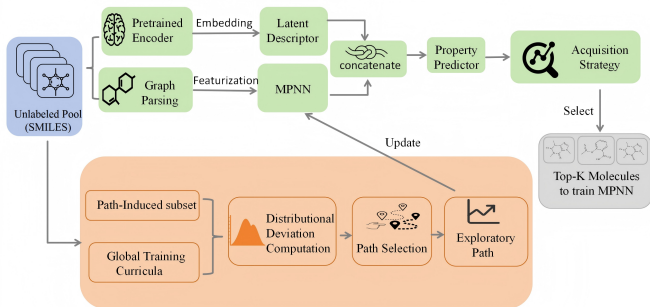 Pretrained
Encoder
Embedding
Latent
Descriptor
concatenate
Property
Predictor
Acquisition
Strategy
Unlabeled Pool
(SMILES)
Graph
Parsing
Featurization
MPNN
Select
Update
Top-K Molecules
to train MPNN
Path-Induced subset
Global Training
Curricula
Distributional
Deviation
Computation
Path Selection
Exploratory
Path